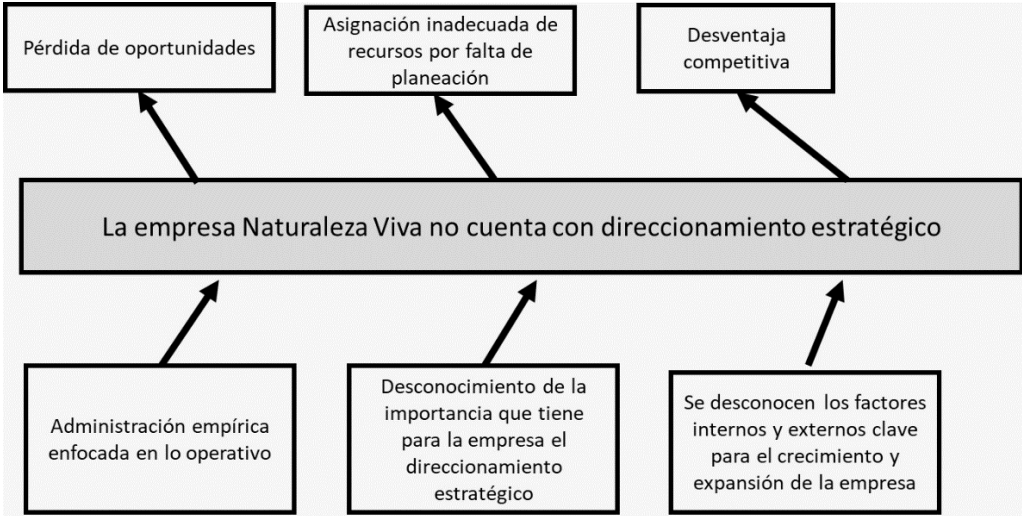 Pérdida de oportunidades
Asignación inadecuada de
recursos por falta de
planeación
Desventaja
competitiva
La empresa Naturaleza Viva no cuenta con direccionamiento estratégico
Administración empírica
enfocada en lo operativo
Desconocimiento de la
importancia que tiene
para la empresa el
direccionamiento
estratégico
Se desconocen los factores
internos y externos clave
para el crecimiento y
expansión de la empresa